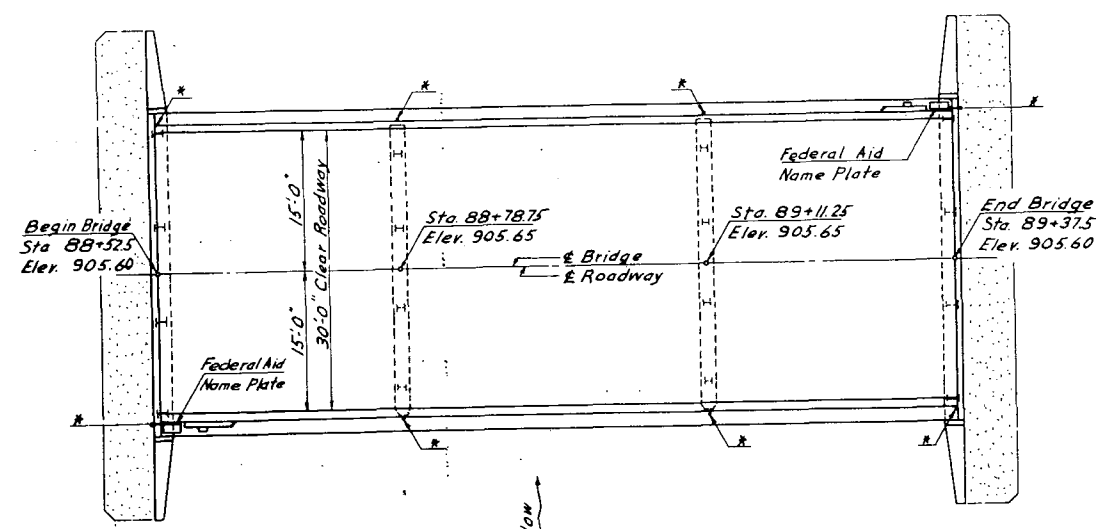 *
*
*
*
Federal Aid
Name Plate
15'-0"
30'-0" Clear Roadway
Begin Bridge
Sta 88+52.5
Elev. 905.60
Sta. 88+78.75
Elev. 905.65
Sta. 89+11.25
Elev. 905.65
End Bridge
Sta. 89+37.5
Elev. 905.60
℄ Bridge
℄ Roadway
15'-0"
Federal Aid
Name Plate
*
*
*
*